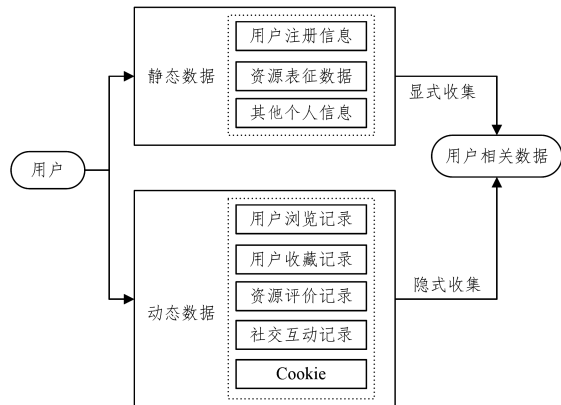 用户
静态数据
用户注册信息
资源表征数据
其他个人信息
显式收集
用户相关数据
动态数据
用户浏览记录
用户收藏记录
资源评价记录
社交互动记录
Cookie
隐式收集